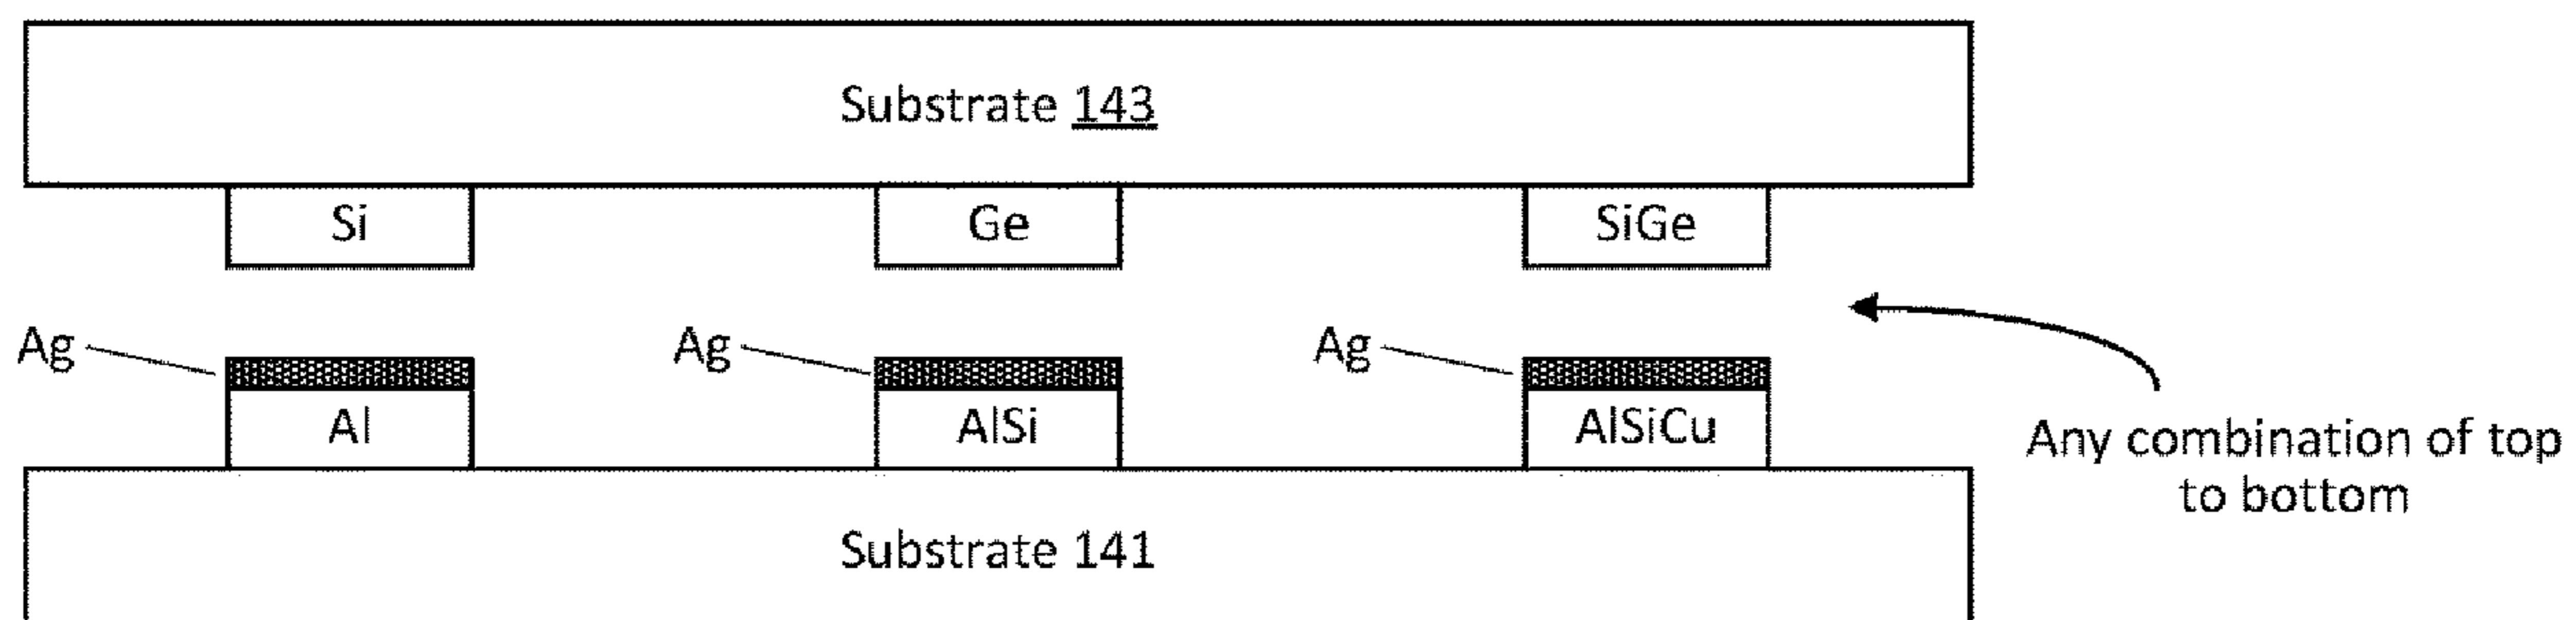 Substrate 143
Si Ge SiGe
Ag Ag Ag
Al AlSi AlSiCu
Any combination of top
to bottom
Substrate 141